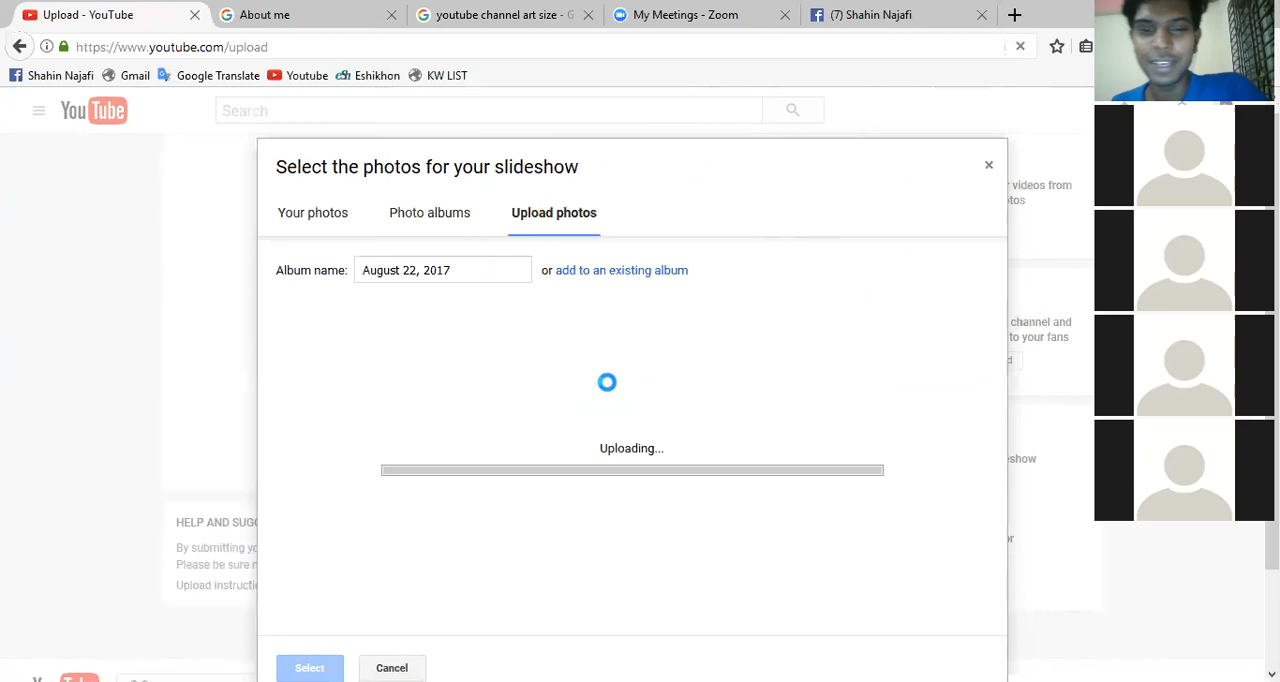 Upload - YouTube
About me
youtube channel art size - G
My Meetings - Zoom
(7) Shahin Najafi
https://www.youtube.com/upload
Shahin Najafi
Gmail
Google Translate
Youtube
Eshikhon
KW LIST
YouTube
Search
Select the photos for your slideshow
videos from
Your photos
Photo albums
Upload photos
Album name:
August 22, 2017
or add to an existing album
channel and
to your fans
Uploading...
HELP AND SUGG
By submitting yo
Please be sure n
Upload instructi
Select
Cancel